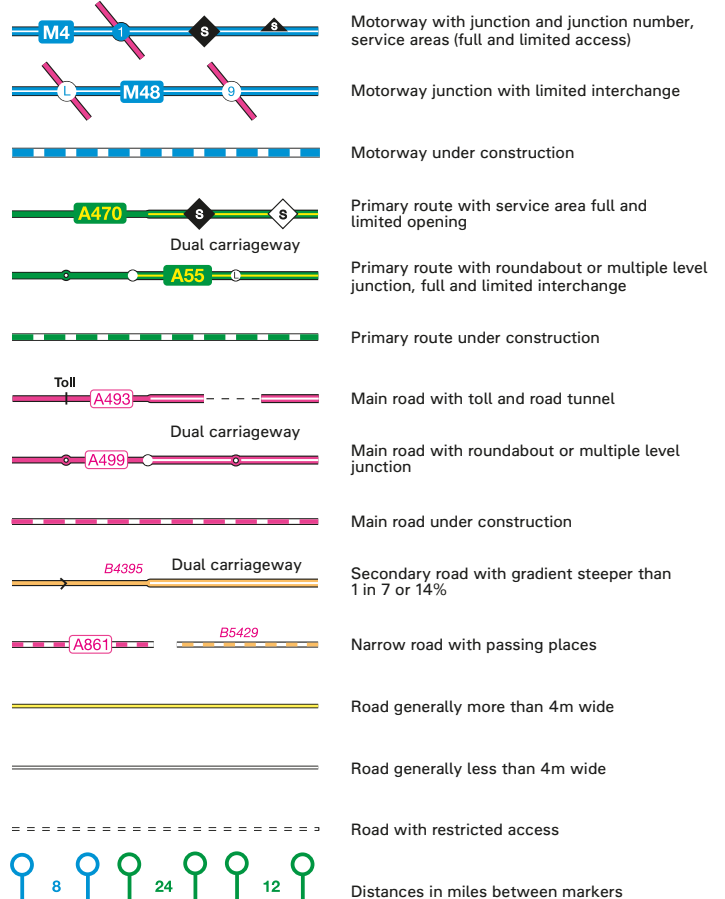 M4 1 S S
Motorway with junction and junction number,
service areas (full and limited access)
L M48 9
Motorway junction with limited interchange
Motorway under construction
A470 S S
Primary route with service area full and
limited opening
Dual carriageway
A55 L
Primary route with roundabout or multiple level
junction, full and limited interchange
Primary route under construction
Toll
A493
Main road with toll and road tunnel
Dual carriageway
A499
Main road with roundabout or multiple level
junction
Main road under construction
B4395 Dual carriageway
Secondary road with gradient steeper than
1 in 7 or 14%
A861 B5429
Narrow road with passing places
Road generally more than 4m wide
Road generally less than 4m wide
Road with restricted access
8 24 12
Distances in miles between markers